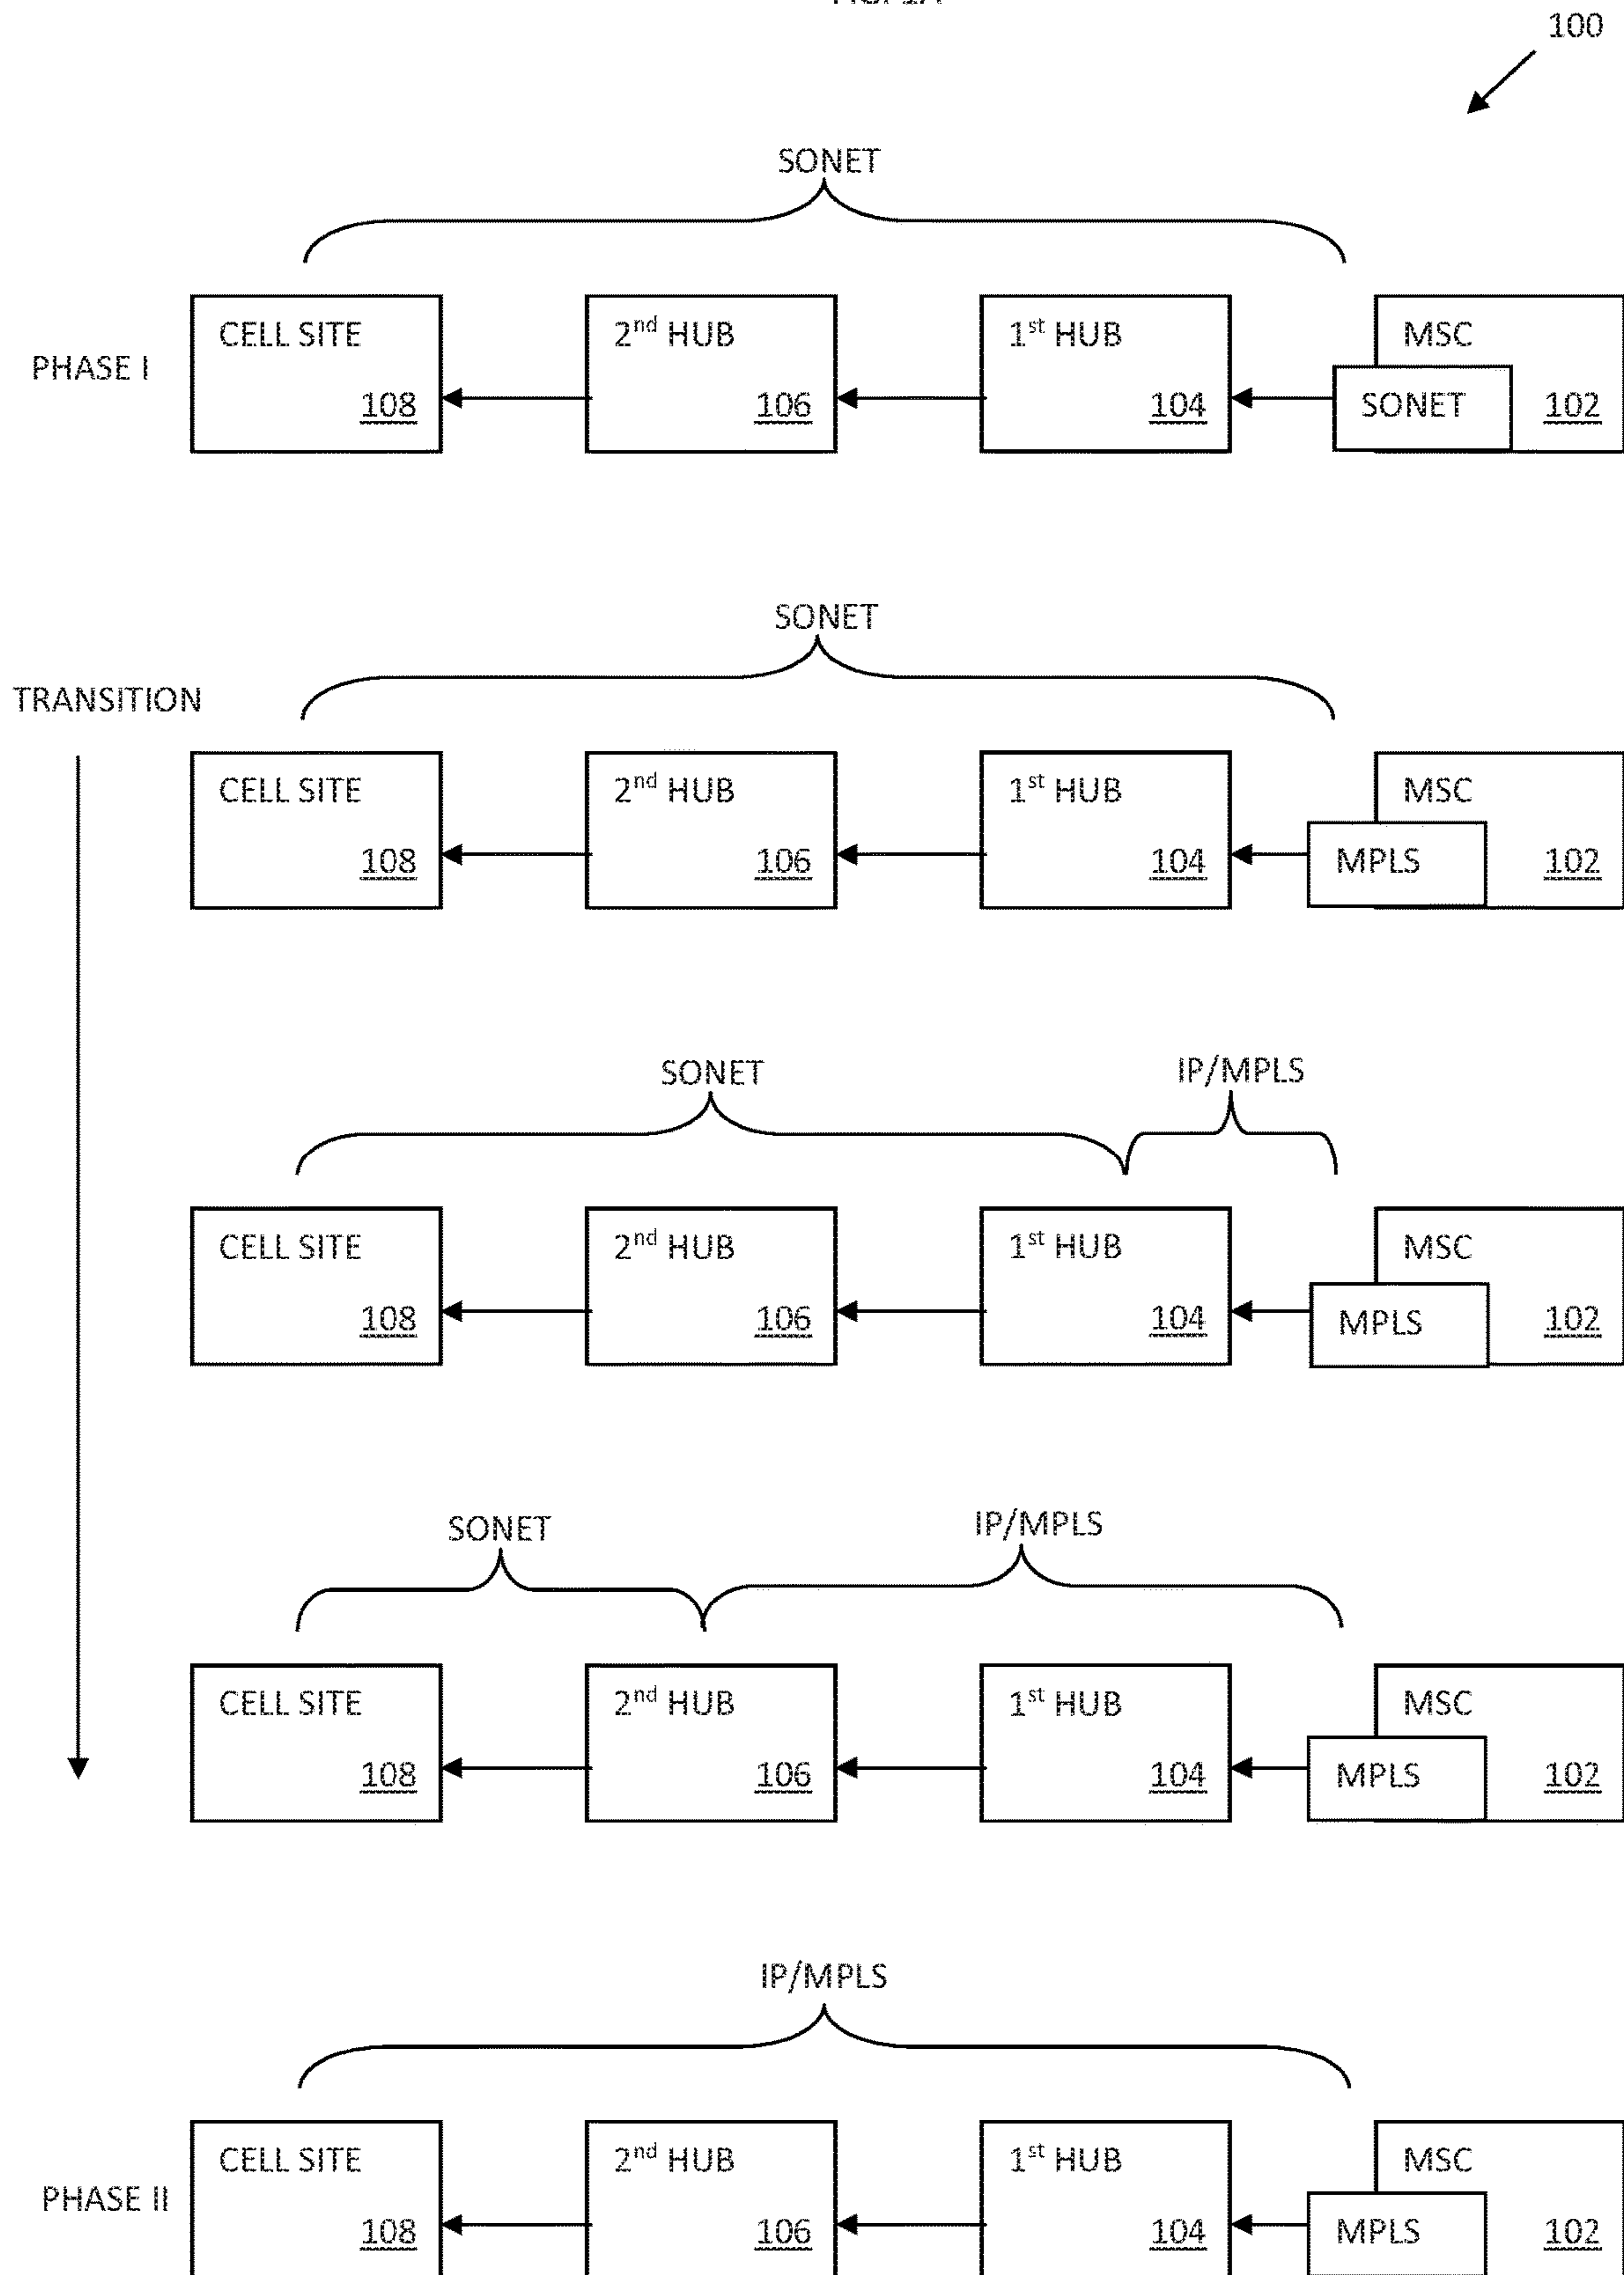 100
SONET
CELL SITE 2nd HUB 1st HUB MSC
PHASE I
108 106 104 SONET 102
SONET
TRANSITION
CELL SITE 2nd HUB 1st HUB MSC
108 106 104 MPLS 102
SONET IP/MPLS
CELL SITE 2nd HUB 1st HUB MSC
108 106 104 MPLS 102
SONET IP/MPLS
CELL SITE 2nd HUB 1st HUB MSC
108 106 104 MPLS 102
IP/MPLS
CELL SITE 2nd HUB 1st HUB MSC
PHASE II
108 106 104 MPLS 102